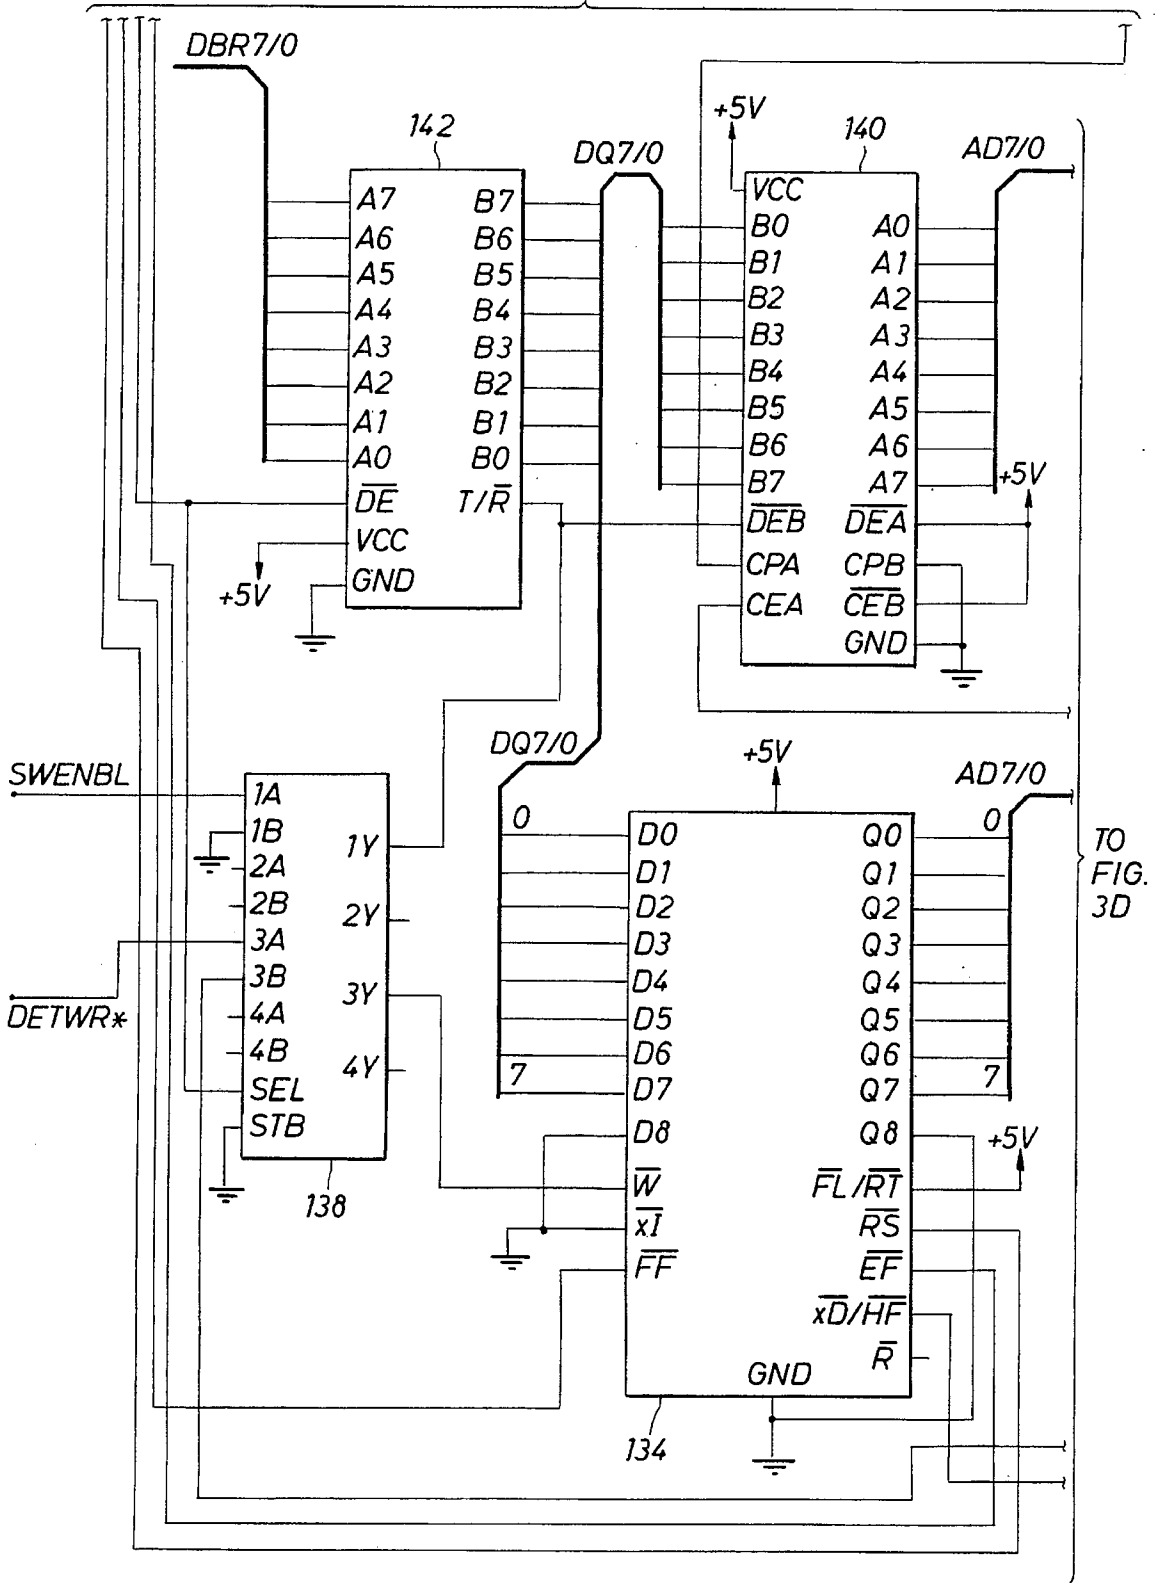 DBR7/0
142
A7 B7
A6 B6
A5 B5
A4 B4
A3 B3
A2 B2
A1 B1
A0 B0
DE T/R
VCC
+5V
GND
DQ7/0
+5V
140
AD7/0
VCC
B0 A0
B1 A1
B2 A2
B3 A3
B4 A4
B5 A5
B6 A6
B7 A7
+5V
DEB DEA
CPA CPB
CEA CEB
GND
SWENBL
1A
1B 1Y
2A
2B 2Y
3A
3B 3Y
DETWR*
4A
4B 4Y
SEL
STB
138
DQ7/0
+5V
AD7/0
0 0
D0 Q0
D1 Q1
D2 Q2
D3 Q3
D4 Q4
D5 Q5
D6 Q6
7 7
D7 Q7
D8 Q8
+5V
W FL/RT
xI RS
FF EF
xD/HF
R
GND
134
TO
FIG.
3D